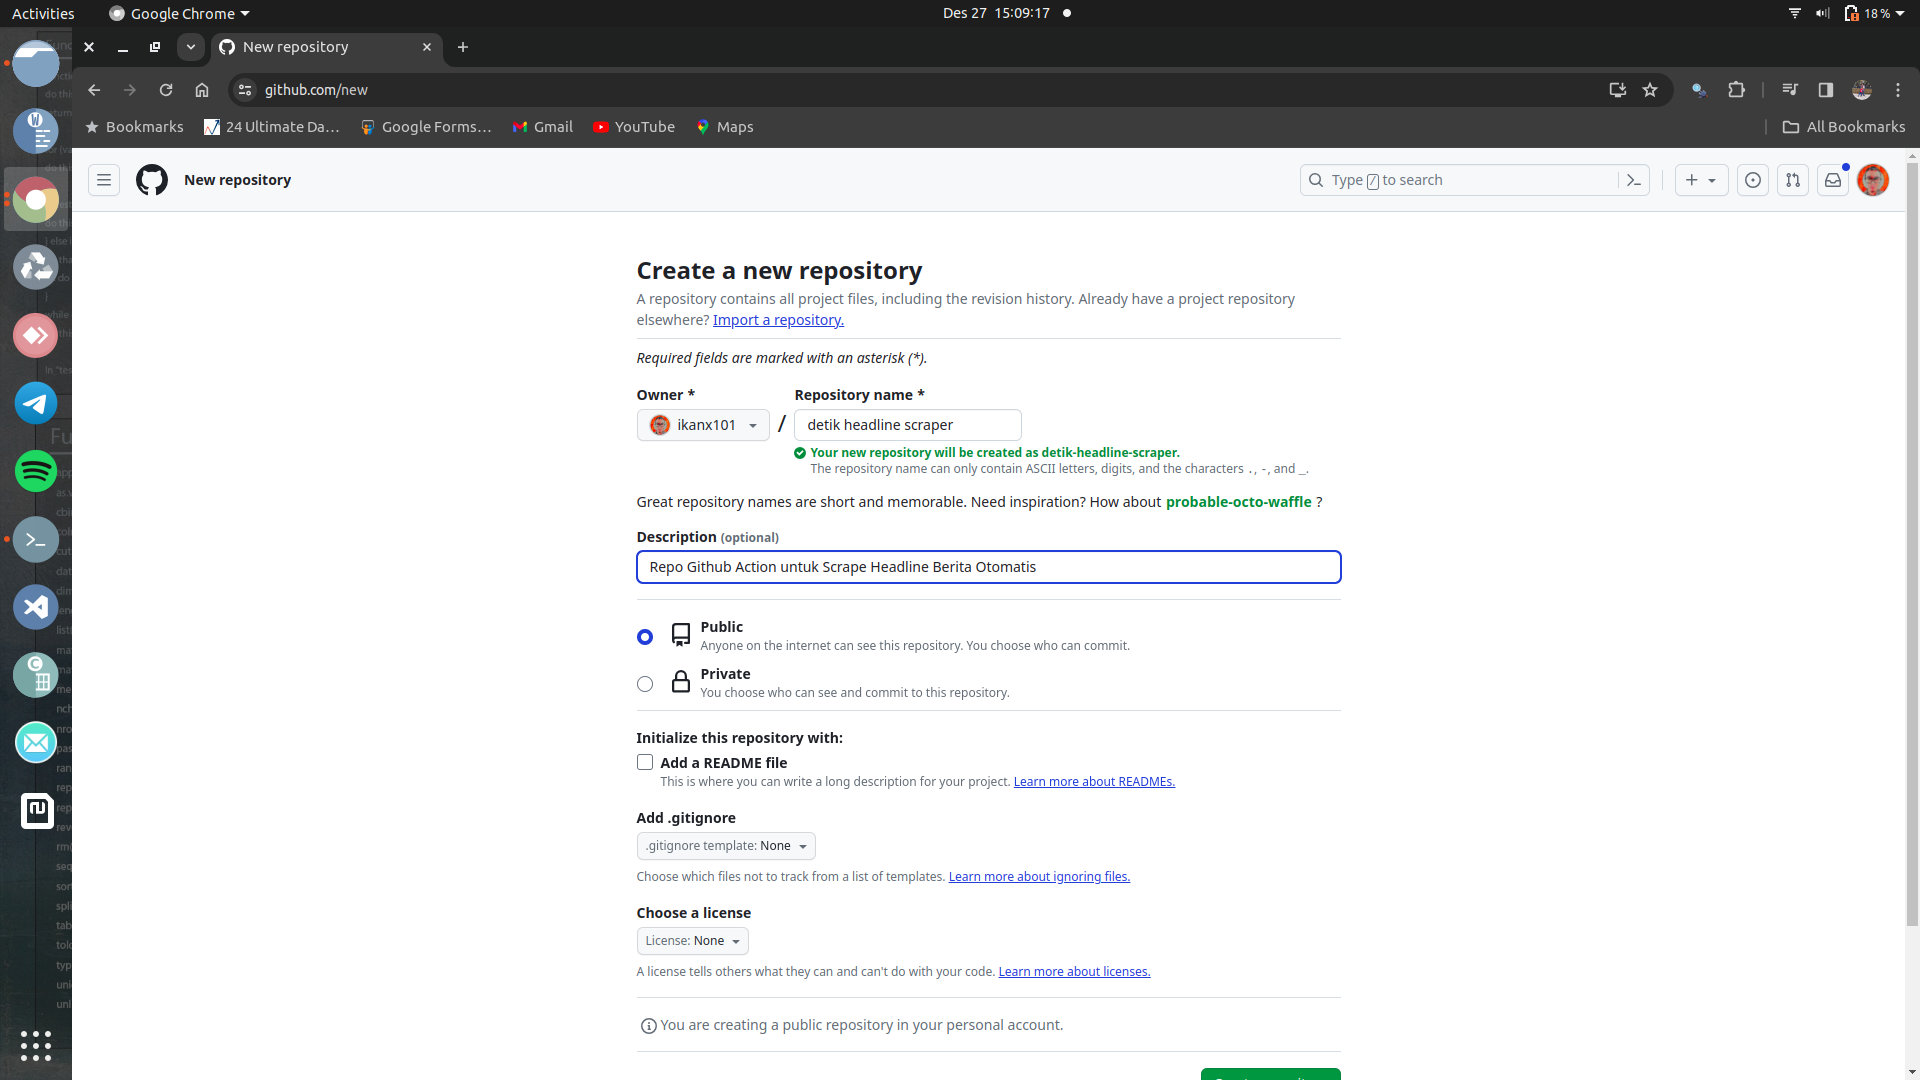 Activities
Google Chrome
Des 27 15:09:17
18 %
New repository
github.com/new
Bookmarks
24 Ultimate Da...
Google Forms...
Gmail
YouTube
Maps
All Bookmarks
New repository
Type / to search
Create a new repository
A repository contains all project files, including the revision history. Already have a project repository
elsewhere? Import a repository.
Required fields are marked with an asterisk (*).
Owner *
Repository name *
ikanx101
/
detik headline scraper
Your new repository will be created as detik-headline-scraper.
The repository name can only contain ASCII letters, digits, and the characters ., -, and _.
Great repository names are short and memorable. Need inspiration? How about probable-octo-waffle ?
Description (optional)
Repo Github Action untuk Scrape Headline Berita Otomatis
Public
Anyone on the internet can see this repository. You choose who can commit.
Private
You choose who can see and commit to this repository.
Initialize this repository with:
Add a README file
This is where you can write a long description for your project. Learn more about READMEs.
Add .gitignore
.gitignore template: None
Choose which files not to track from a list of templates. Learn more about ignoring files.
Choose a license
License: None
A license tells others what they can and can't do with your code. Learn more about licenses.
You are creating a public repository in your personal account.